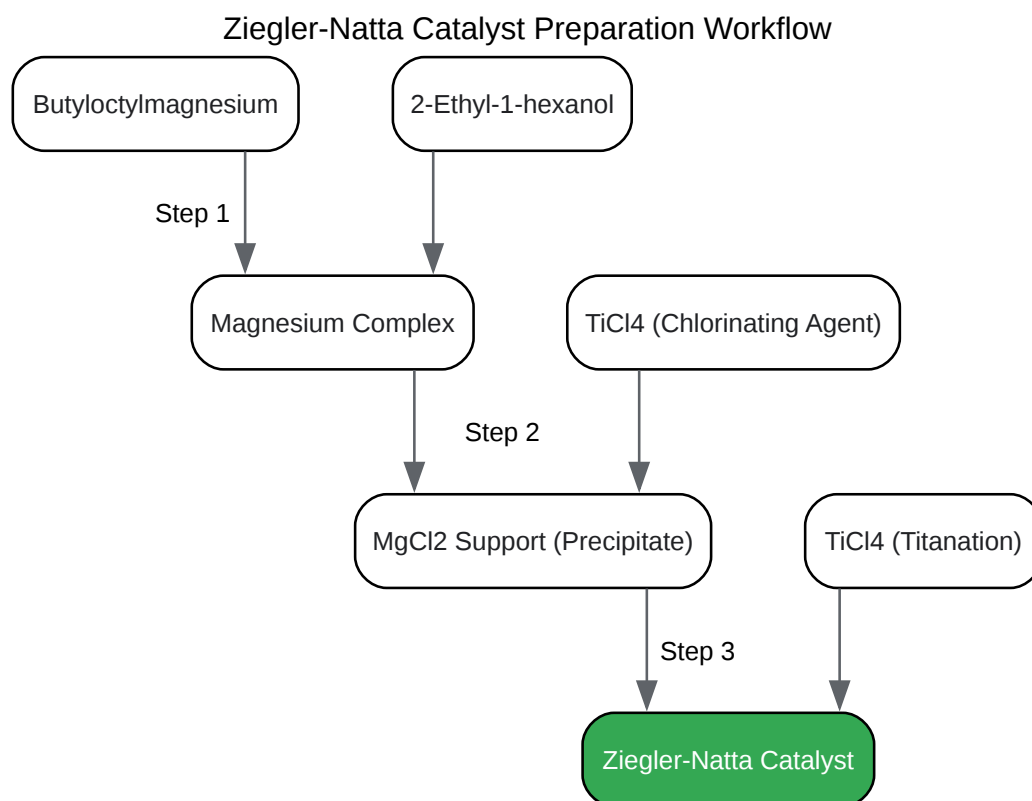 Ziegler-Natta Catalyst Preparation Workflow
Butyloctylmagnesium
2-Ethyl-1-hexanol
Step 1
Magnesium Complex
TiCl4 (Chlorinating Agent)
Step 2
MgCl2 Support (Precipitate)
TiCl4 (Titanation)
Step 3
Ziegler-Natta Catalyst